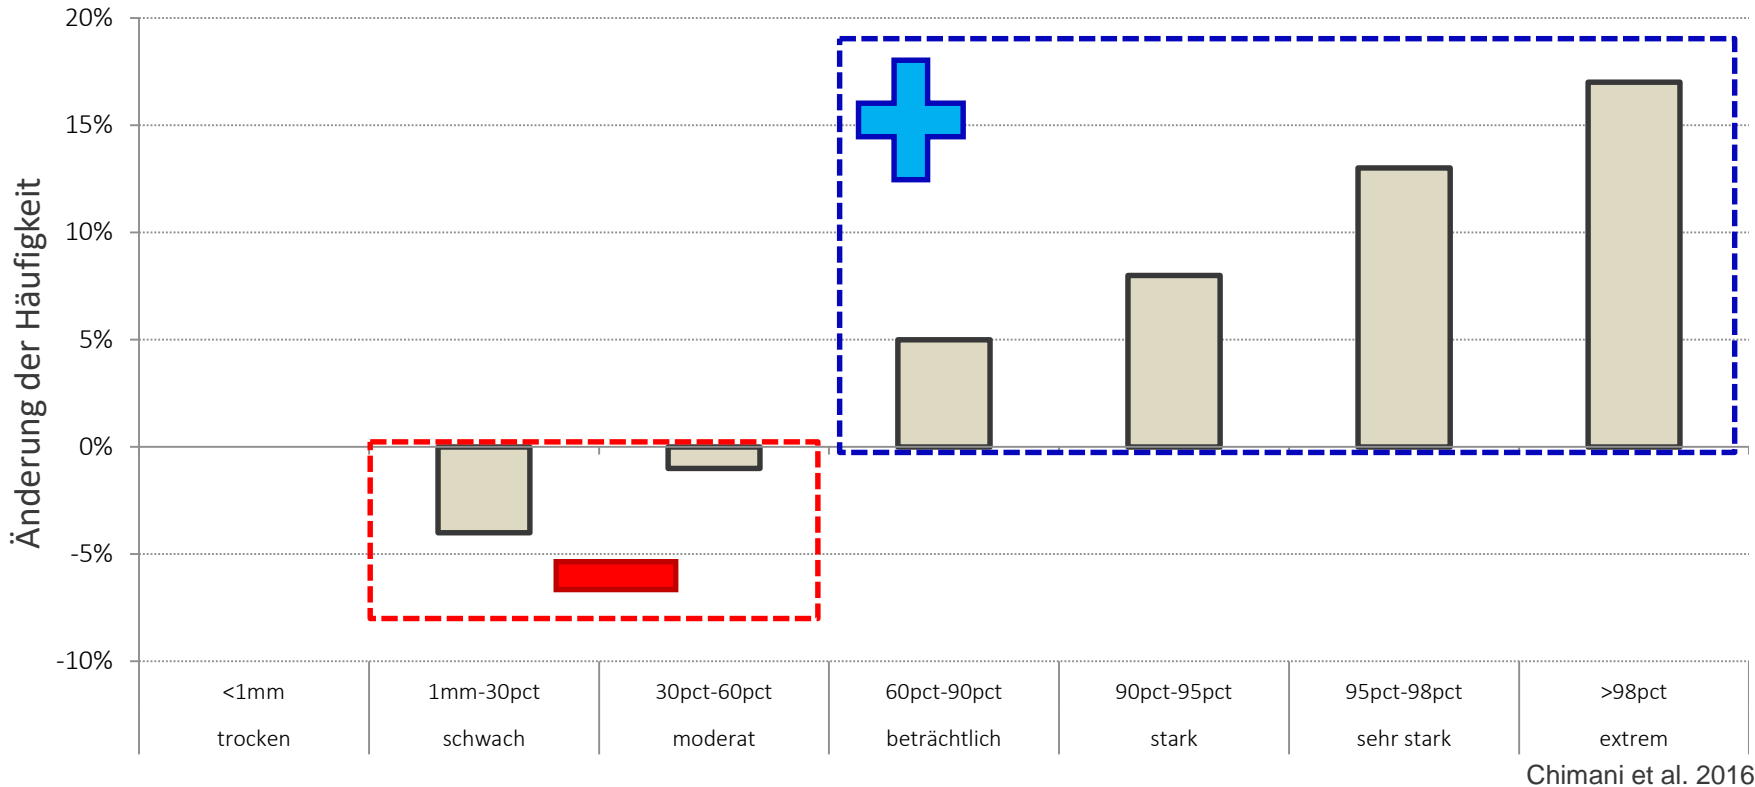 Änderung der Häufigkeit
20%
15%
10%
5%
0%
-5%
-10%
<1mm 1mm-30pct 30pct-60pct 60pct-90pct 90pct-95pct 95pct-98pct >98pct
trocken schwach moderat beträchtlich stark sehr stark extrem
Chimani et al. 2016